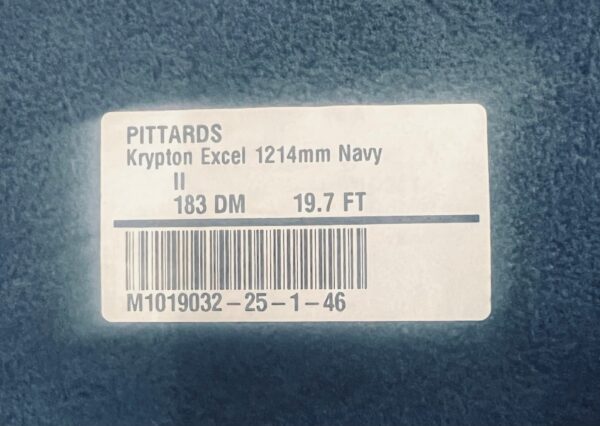 PITTARDS
Krypton Excel 1214mm Navy
II
183 DM 19.7 FT
M1019032-25-1-46